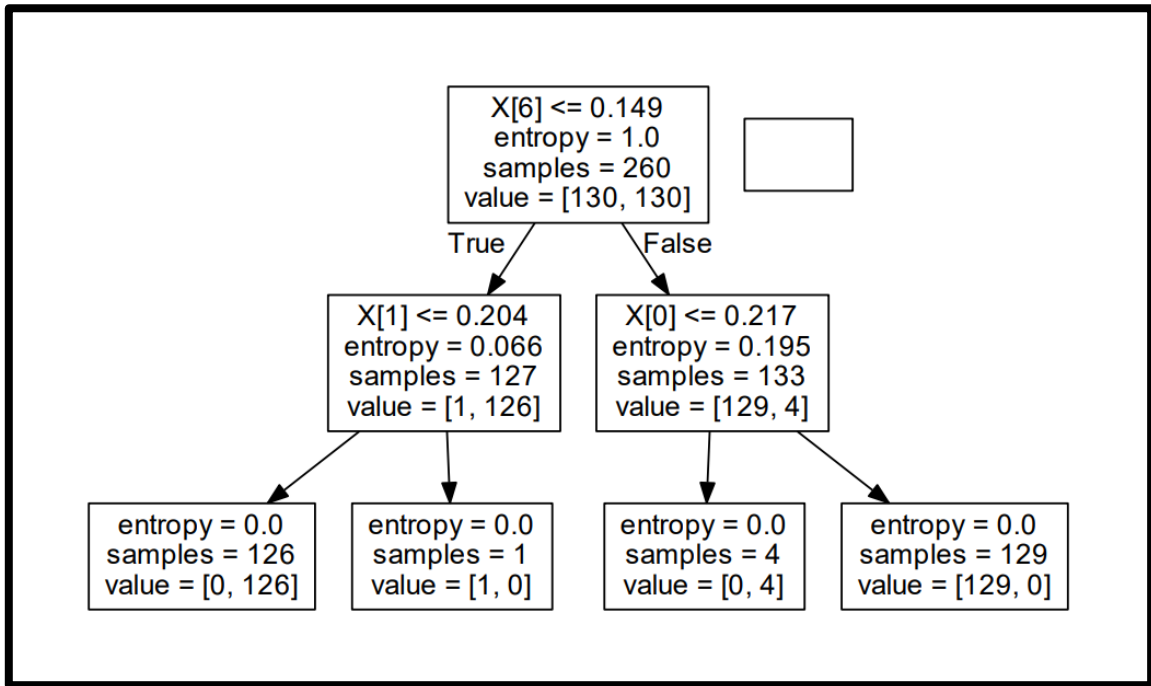 X[6] <= 0.149
entropy = 1.0
samples = 260
value = [130, 130]
True
False
X[1] <= 0.204
entropy = 0.066
samples = 127
value = [1, 126]
X[0] <= 0.217
entropy = 0.195
samples = 133
value = [129, 4]
entropy = 0.0
samples = 126
value = [0, 126]
entropy = 0.0
samples = 1
value = [1, 0]
entropy = 0.0
samples = 4
value = [0, 4]
entropy = 0.0
samples = 129
value = [129, 0]